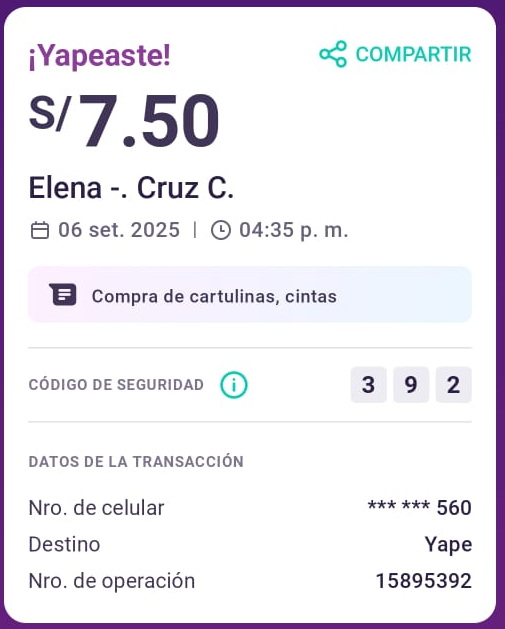 ¡Yapeaste!
COMPARTIR
S/7.50
Elena -. Cruz C.
06 set. 2025 | 04:35 p. m.
Compra de cartulinas, cintas
CÓDIGO DE SEGURIDAD 3 9 2
DATOS DE LA TRANSACCIÓN
Nro. de celular *** *** 560
Destino Yape
Nro. de operación 15895392